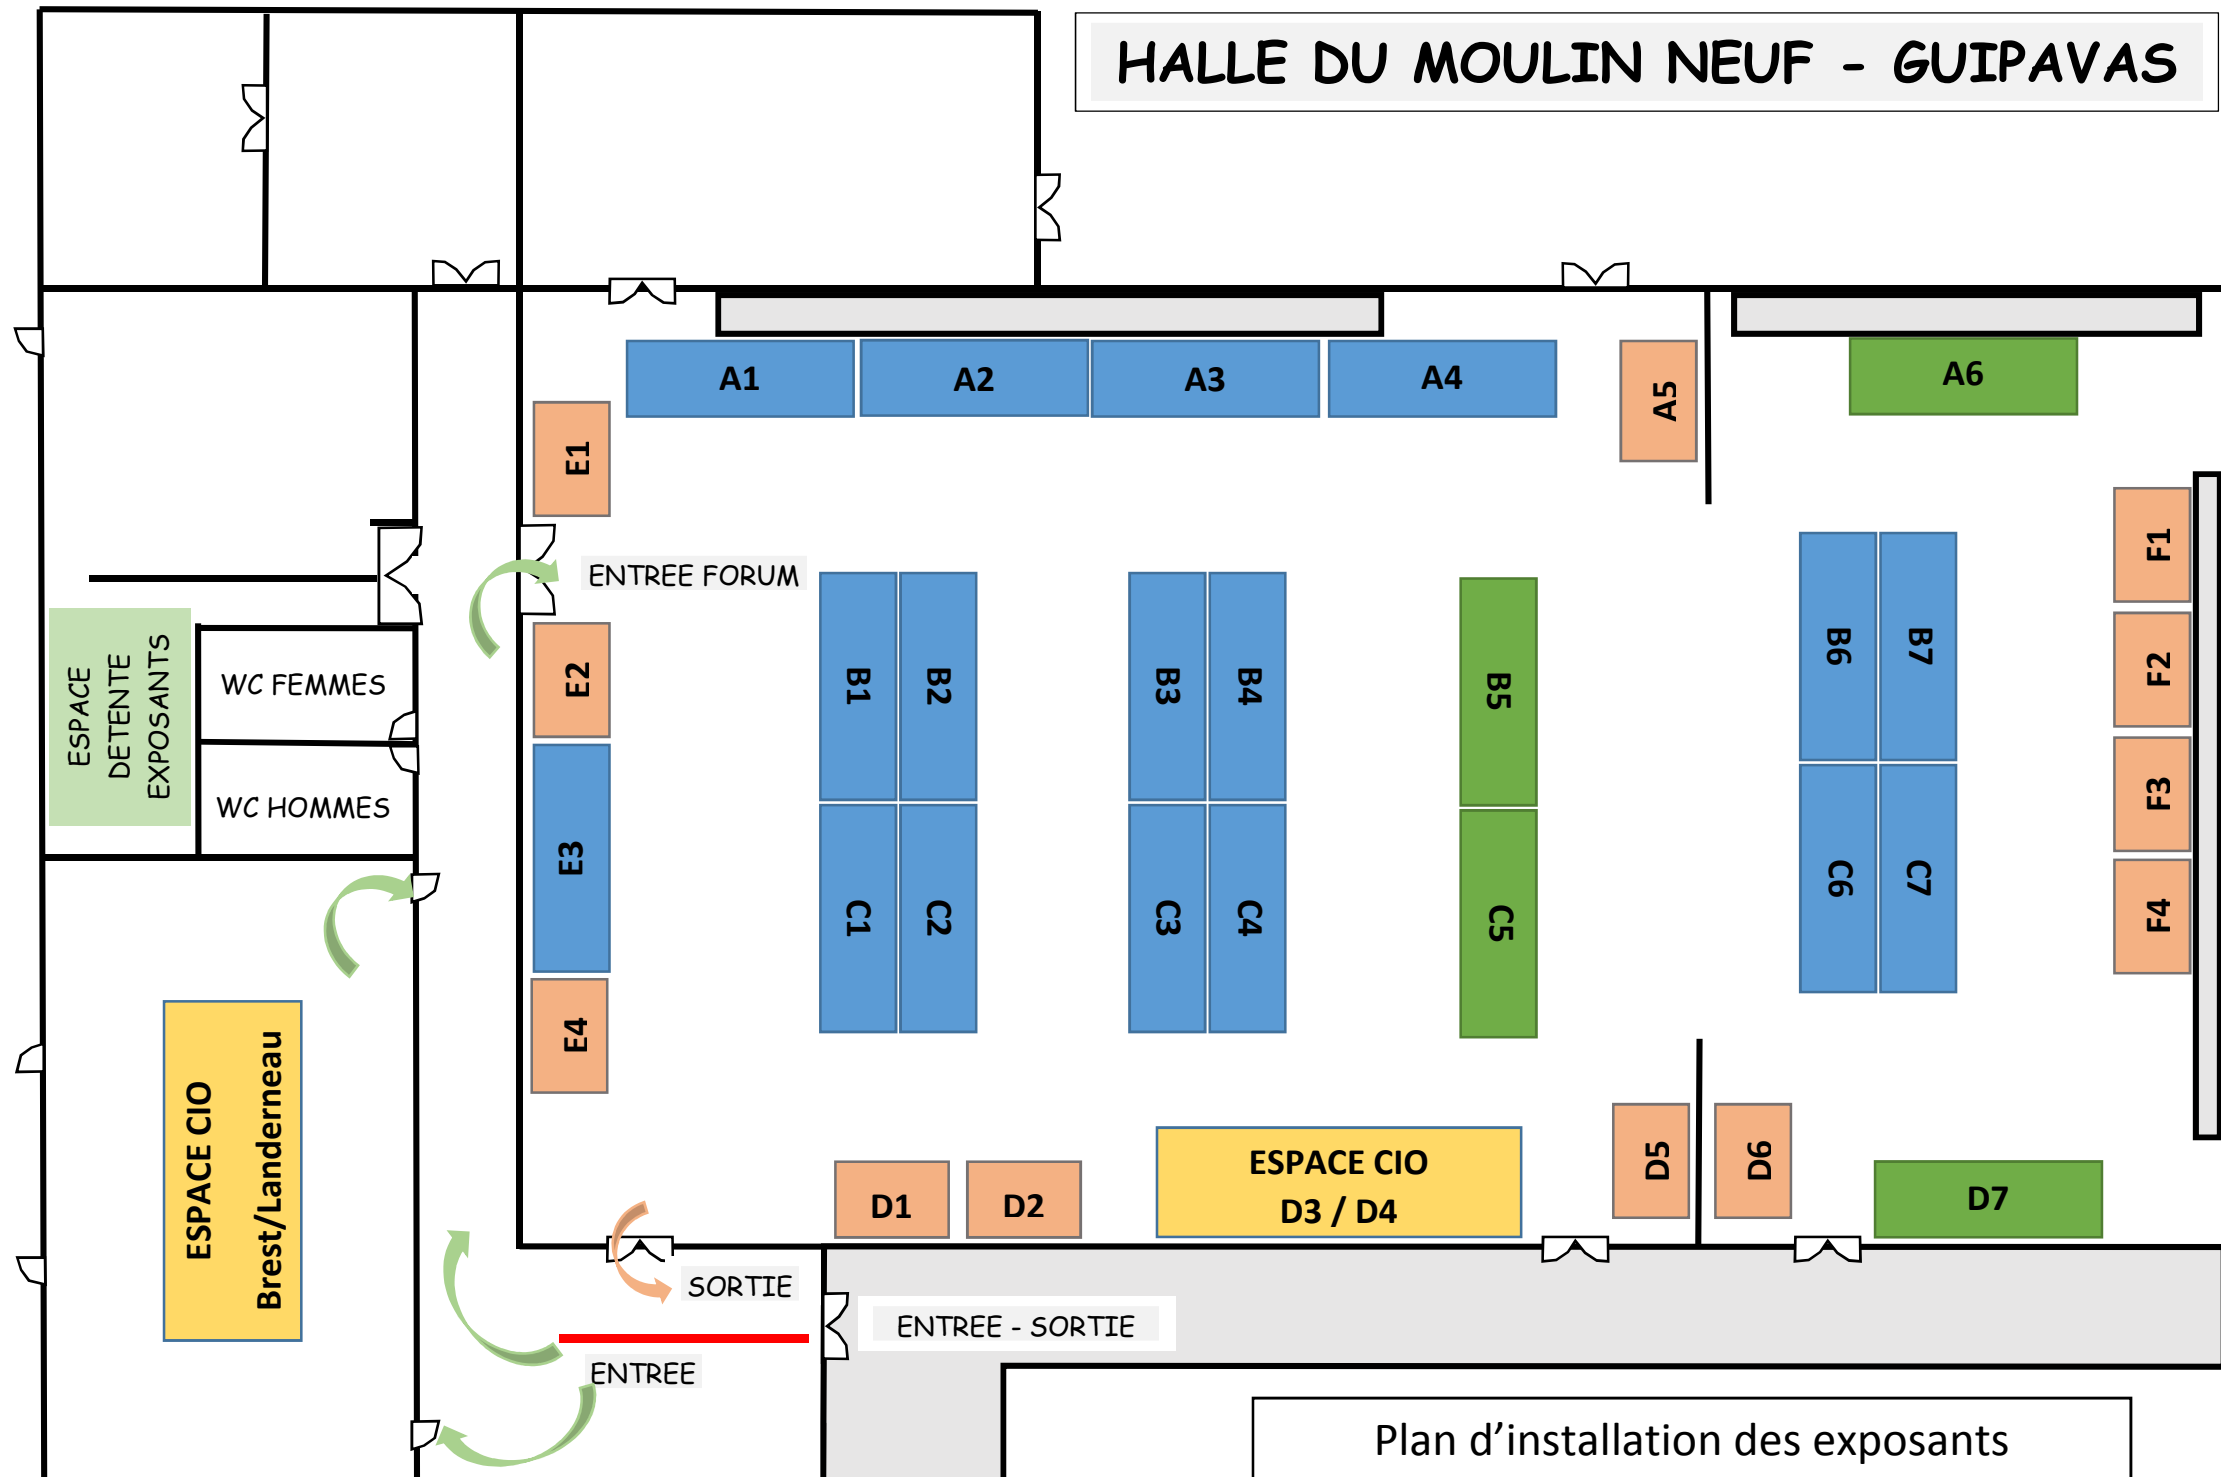 HALLE DU MOULIN NEUF - GUIPAVAS
A1
A2
A3
A4
A5
A6
E1
ENTREE FORUM
E2
E3
E4
B1
B2
B3
B4
B5
B6
B7
C1
C2
C3
C4
C5
C6
C7
F1
F2
F3
F4
ESPACE
DETENTE
EXPOSANTS
WC FEMMES
WC HOMMES
ESPACE CIO
Brest/Landerneau
D1
D2
ESPACE CIO
D3 / D4
D5
D6
D7
SORTIE
ENTREE - SORTIE
ENTREE
Plan d’installation des exposants